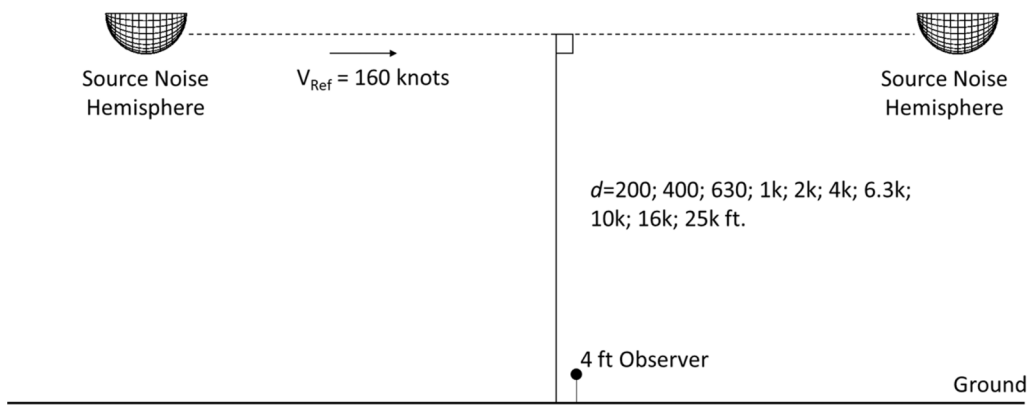 Source Noise
Hemisphere
V_Ref = 160 knots
Source Noise
Hemisphere
d=200; 400; 630; 1k; 2k; 4k; 6.3k;
10k; 16k; 25k ft.
4 ft Observer
Ground